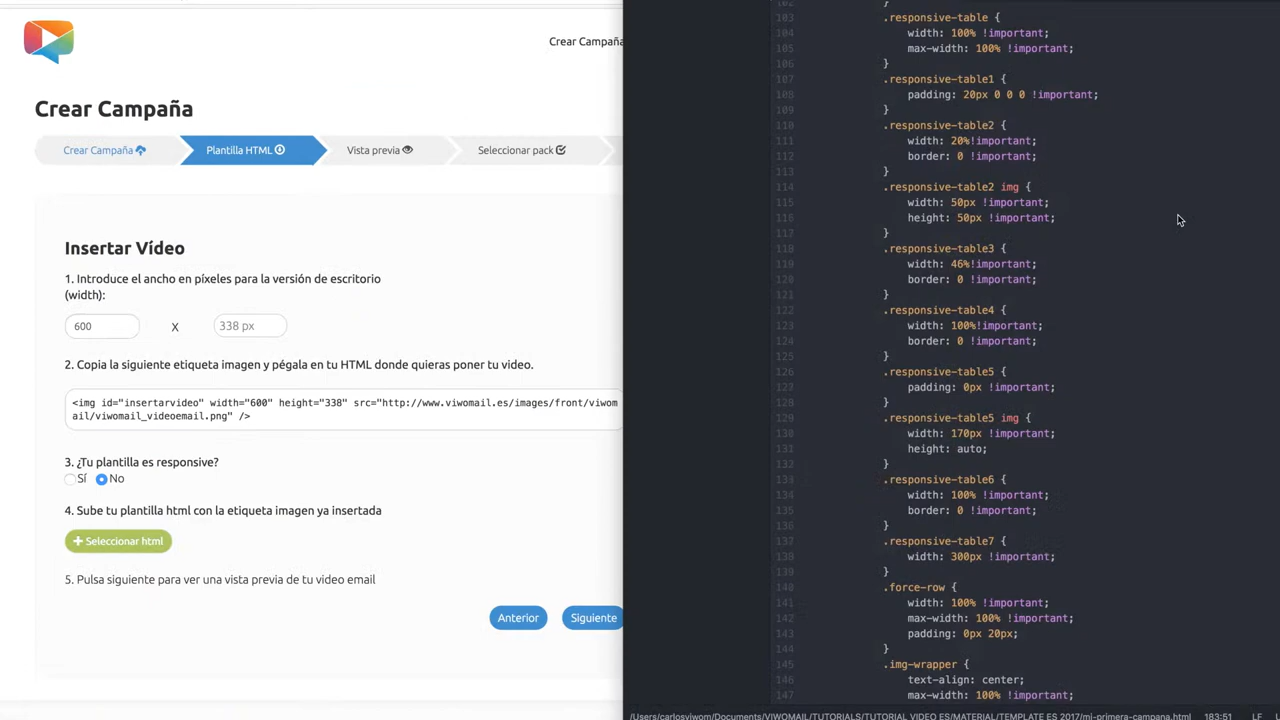 Crear Campaña
Crear Campaña
Crear Campaña
Plantilla HTML
Vista previa
Seleccionar pack
Insertar Vídeo
1. Introduce el ancho en píxeles para la versión de escritorio
(width):
600
X
338 px
2. Copia la siguiente etiqueta imagen y pégala en tu HTML donde quieras poner tu video.
<img id="insertarvideo" width="600" height="338" src="http://www.viwomail.es/images/front/viwom
ail/viwomail_videoemail.png" />
3. ¿Tu plantilla es responsive?
Sí No
4. Sube tu plantilla html con la etiqueta imagen ya insertada
+ Seleccionar html
5. Pulsa siguiente para ver una vista previa de tu video email
Anterior
Siguiente
102 }
103 .responsive-table {
104 width: 100% !important;
105 max-width: 100% !important;
106 }
107 .responsive-table1 {
108 padding: 20px 0 0 0 !important;
109 }
110 .responsive-table2 {
111 width: 20%!important;
112 border: 0 !important;
113 }
114 .responsive-table2 img {
115 width: 50px !important;
116 height: 50px !important;
117 }
118 .responsive-table3 {
119 width: 46%!important;
120 border: 0 !important;
121 }
122 .responsive-table4 {
123 width: 100%!important;
124 border: 0 !important;
125 }
126 .responsive-table5 {
127 padding: 0px !important;
128 }
129 .responsive-table5 img {
130 width: 170px !important;
131 height: auto;
132 }
133 .responsive-table6 {
134 width: 100% !important;
135 border: 0 !important;
136 }
137 .responsive-table7 {
138 width: 300px !important;
139 }
140 .force-row {
141 width: 100% !important;
142 max-width: 100% !important;
143 padding: 0px 20px;
144 }
145 .img-wrapper {
146 text-align: center;
147 max-width: 100% !important;
/Users/carlosviwom/Documents/VIWOMAIL/TUTORIALS/TUTORIAL VIDEO ES/MATERIAL/TEMPLATE ES 2017/mi-primera-campana.html 183:51 LF